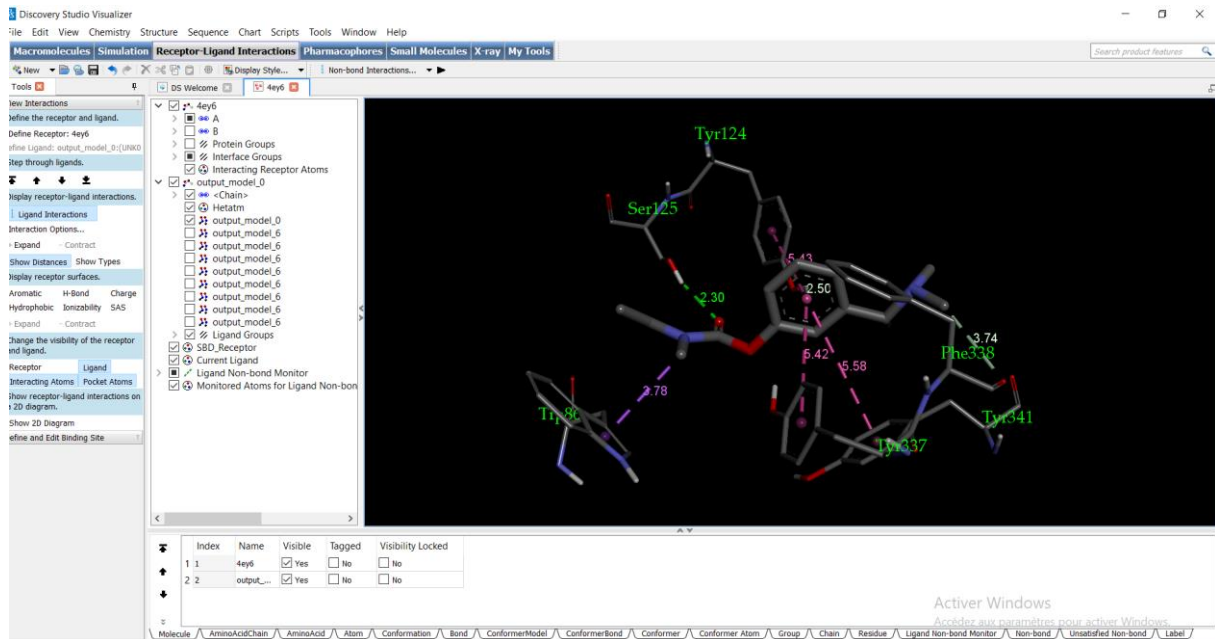 Discovery Studio Visualizer
File Edit View Chemistry Structure Sequence Chart Scripts Tools Window Help
Macromolecules Simulation Receptor-Ligand Interactions Pharmacophores Small Molecules X-ray My Tools
Search product features
New Display Style... Non-bond Interactions...
Tools
DS Welcome 4ey6
View Interactions
Define the receptor and ligand.
Define Receptor: 4ey6
efine Ligand: output_model_0:(UNK0
Step through ligands.
Display receptor-ligand interactions.
Ligand Interactions
Interaction Options...
Expand - Contract
Show Distances Show Types
Display receptor surfaces.
Aromatic H-Bond Charge
Hydrophobic Ionizability SAS
Expand - Contract
Change the visibility of the receptor
and ligand.
Receptor Ligand
Interacting Atoms Pocket Atoms
Show receptor-ligand interactions on
a 2D diagram.
Show 2D Diagram
efine and Edit Binding Site
4ey6
A
B
Protein Groups
Interface Groups
Interacting Receptor Atoms
output_model_0
<Chain>
Hetatm
output_model_0
output_model_6
output_model_6
output_model_6
output_model_6
output_model_6
output_model_6
output_model_6
output_model_6
Ligand Groups
SBD_Receptor
Current Ligand
Ligand Non-bond Monitor
Monitored Atoms for Ligand Non-bon
Tyr124
Ser125
5.43
2.50
2.30
3.74
Phe338
5.42
5.58
3.78
Trp86
Tyr341
Tyr337
Index Name Visible Tagged Visibility Locked
1 1 4ey6 Yes No No
2 2 output_... Yes No No
Activer Windows
Accédez aux paramètres pour activer Windows.
Molecule AminoAcidChain AminoAcid Atom Conformation Bond ConformerModel ConformerBond Conformer Conformer Atom Group Chain Residue Ligand Non-bond Monitor Non-bond Unsatisfied Non-bond Label